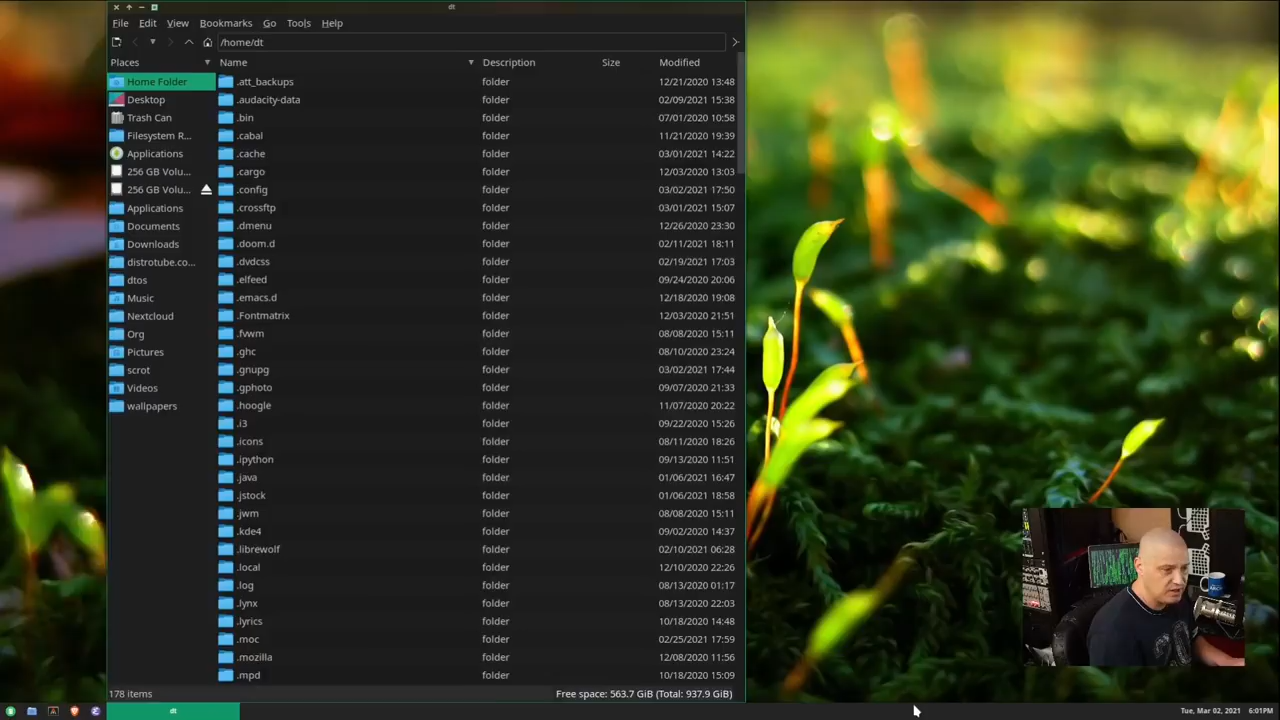 dt
File Edit View Bookmarks Go Tools Help
/home/dt
Places Name Description Size Modified
Home Folder .att_backups folder 12/21/2020 13:48
Desktop .audacity-data folder 02/09/2021 15:38
Trash Can .bin folder 07/01/2020 10:58
Filesystem R... .cabal folder 11/21/2020 19:39
Applications .cache folder 03/01/2021 14:22
256 GB Volu... .cargo folder 12/03/2020 13:03
256 GB Volu... .config folder 03/02/2021 17:50
Applications .crossftp folder 03/01/2021 15:07
Documents .dmenu folder 12/26/2020 23:30
Downloads .doom.d folder 02/11/2021 18:11
distrotube.co... .dvdcss folder 02/19/2021 17:03
dtos .elfeed folder 09/24/2020 20:06
Music .emacs.d folder 12/18/2020 19:08
Nextcloud .Fontmatrix folder 12/03/2020 21:51
Org .fvwm folder 08/08/2020 15:11
Pictures .ghc folder 08/10/2020 23:24
scrot .gnupg folder 03/02/2021 17:44
Videos .gphoto folder 09/07/2020 21:33
wallpapers .hoogle folder 11/07/2020 20:22
.i3 folder 09/22/2020 15:26
.icons folder 08/11/2020 18:26
.ipython folder 09/13/2020 11:51
.java folder 01/06/2021 16:47
.jstock folder 01/06/2021 18:58
.jwm folder 08/08/2020 15:11
.kde4 folder 09/02/2020 14:37
.librewolf folder 02/10/2021 06:28
.local folder 12/10/2020 22:26
.log folder 08/13/2020 01:17
.lynx folder 08/13/2020 22:03
.lyrics folder 10/18/2020 14:48
.moc folder 02/25/2021 17:59
.mozilla folder 12/08/2020 11:56
.mpd folder 10/18/2020 15:09
178 items Free space: 563.7 GiB (Total: 937.9 GiB)
dt Tue, Mar 02, 2021 6:01PM